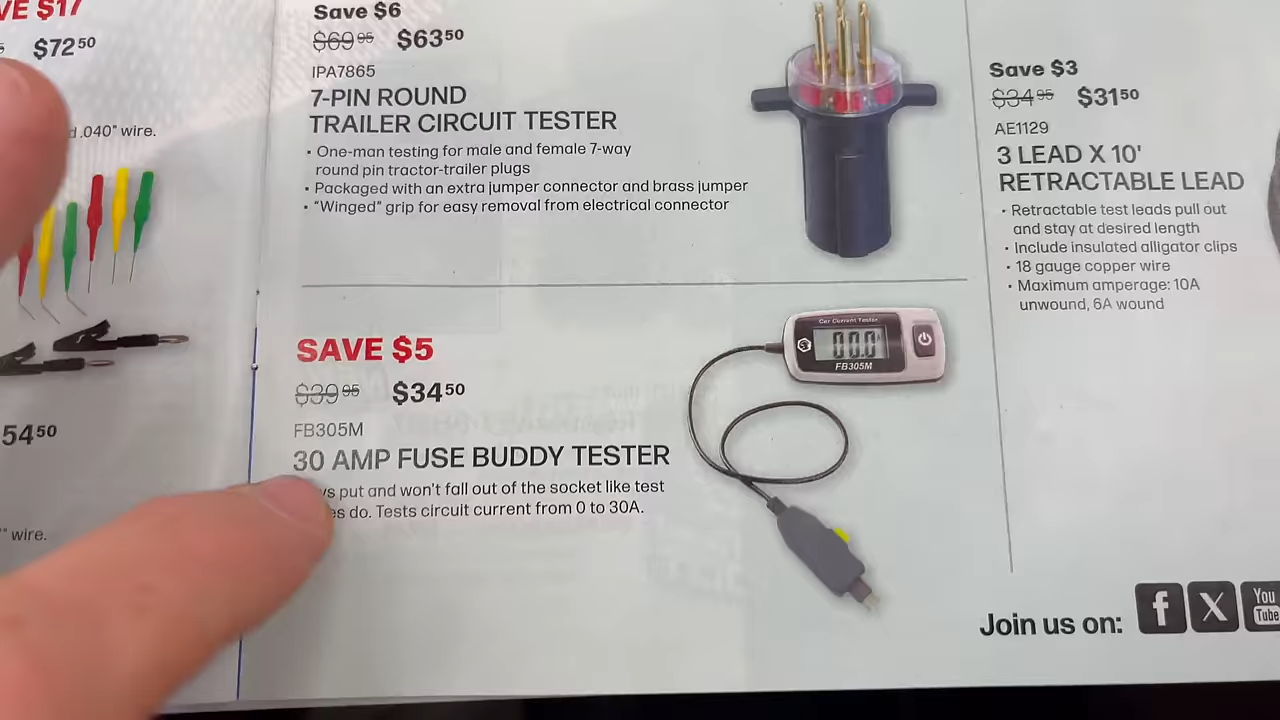 VE $17
$72 50
d .040" wire.
54 50
" wire.
Save $6
$69 95 $63 50
IPA7865
7-PIN ROUND
TRAILER CIRCUIT TESTER
• One-man testing for male and female 7-way
round pin tractor-trailer plugs
• Packaged with an extra jumper connector and brass jumper
• "Winged" grip for easy removal from electrical connector
SAVE $5
$39 95 $34 50
FB305M
30 AMP FUSE BUDDY TESTER
ys put and won't fall out of the socket like test
es do. Tests circuit current from 0 to 30A.
Car Current Tester
00.0
FB305M
Save $3
$34 95 $31 50
AE1129
3 LEAD X 10'
RETRACTABLE LEAD
• Retractable test leads pull out
and stay at desired length
• Include insulated alligator clips
• 18 gauge copper wire
• Maximum amperage: 10A
unwound, 6A wound
Join us on: f X You
Tube